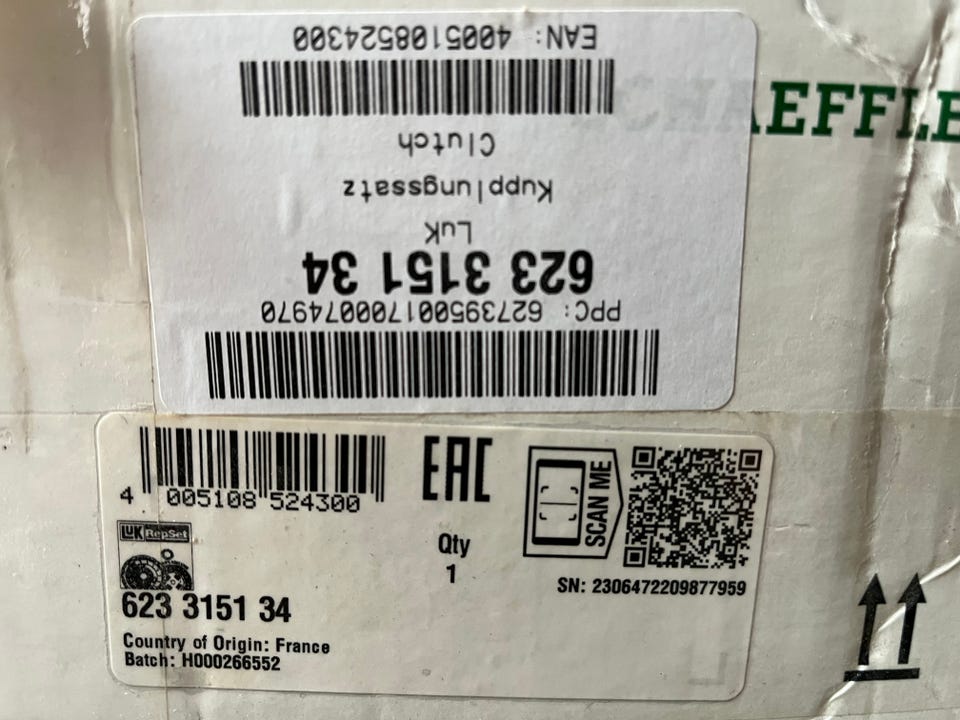 SCHAEFFLE
PPC: 6273950017000074970
623 3151 34
LuK
Kupplungssatz
Clutch
EAN: 4005108524300
4 005108 524300
EAC
SCAN ME
LUK RepSet
Qty
1
SN: 2306472209877959
623 3151 34
Country of Origin: France
Batch: H000266552